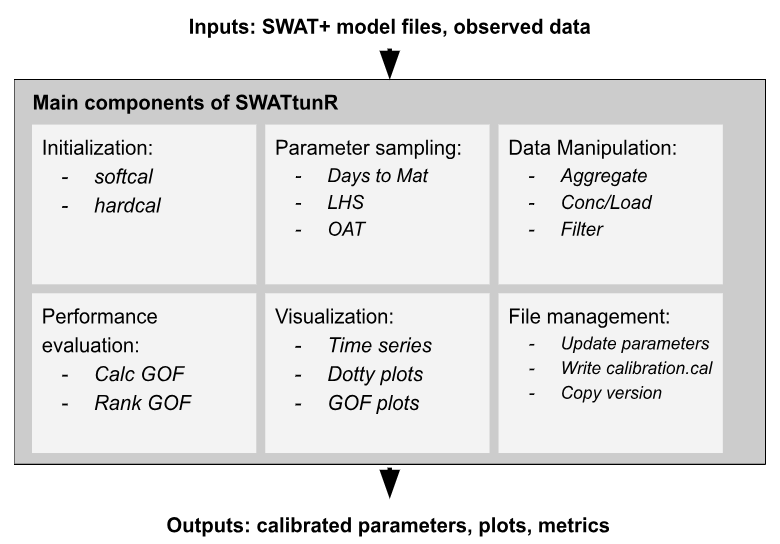 Inputs: SWAT+ model files, observed data
Main components of SWATtunR
Initialization:
- softcal
- hardcal
Parameter sampling:
- Days to Mat
- LHS
- OAT
Data Manipulation:
- Aggregate
- Conc/Load
- Filter
Performance
evaluation:
- Calc GOF
- Rank GOF
Visualization:
- Time series
- Dotty plots
- GOF plots
File management:
- Update parameters
- Write calibration.cal
- Copy version
Outputs: calibrated parameters, plots, metrics